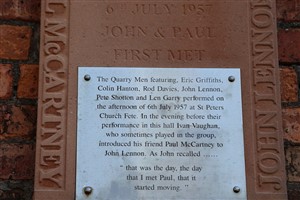 6TH JULY 1957
JOHN & PAUL
FIRST MET
McCARTNEY
The Quarry Men featuring, Eric Griffiths,
Colin Hanton, Rod Davies, John Lennon,
Pete Shotton and Len Garry performed on
the afternoon of 6th July 1957 at St Peters
Church Fete. In the evening before their
performance in this hall Ivan Vaughan,
who sometimes played in the group,
introduced his friend Paul McCartney to
John Lennon. As John recalled ......
" that was the day, the day
that I met Paul, that it
started moving. "